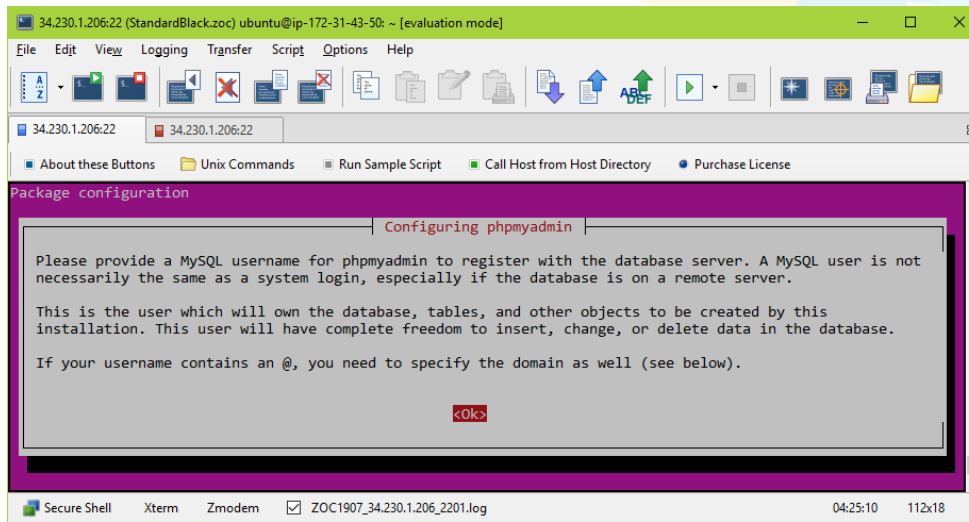 34.230.1.206:22 (StandardBlack.zoc) ubuntu@ip-172-31-43-50: ~ [evaluation mode]
File Edit View Logging Transfer Script Options Help
A Z
ABC DEF
34.230.1.206:22 34.230.1.206:22
About these Buttons Unix Commands Run Sample Script Call Host from Host Directory Purchase License
Package configuration
Configuring phpmyadmin
Please provide a MySQL username for phpmyadmin to register with the database server. A MySQL user is not
necessarily the same as a system login, especially if the database is on a remote server.
This is the user which will own the database, tables, and other objects to be created by this
installation. This user will have complete freedom to insert, change, or delete data in the database.
If your username contains an @, you need to specify the domain as well (see below).
<Ok>
Secure Shell Xterm Zmodem ZOC1907_34.230.1.206_2201.log 04:25:10 112x18